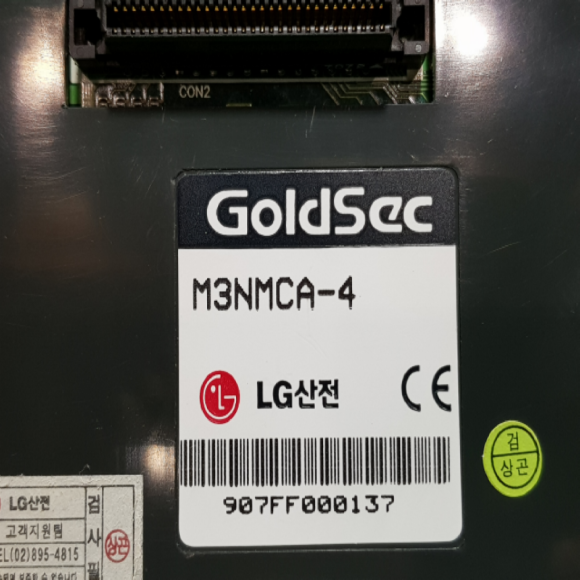 CON2
GoldSec
M3NMCA-4
LG산전
CE
907FF000137
검
상곤
LG산전
고객지원팀
EL(02)895-4815
검
사
필
상곤